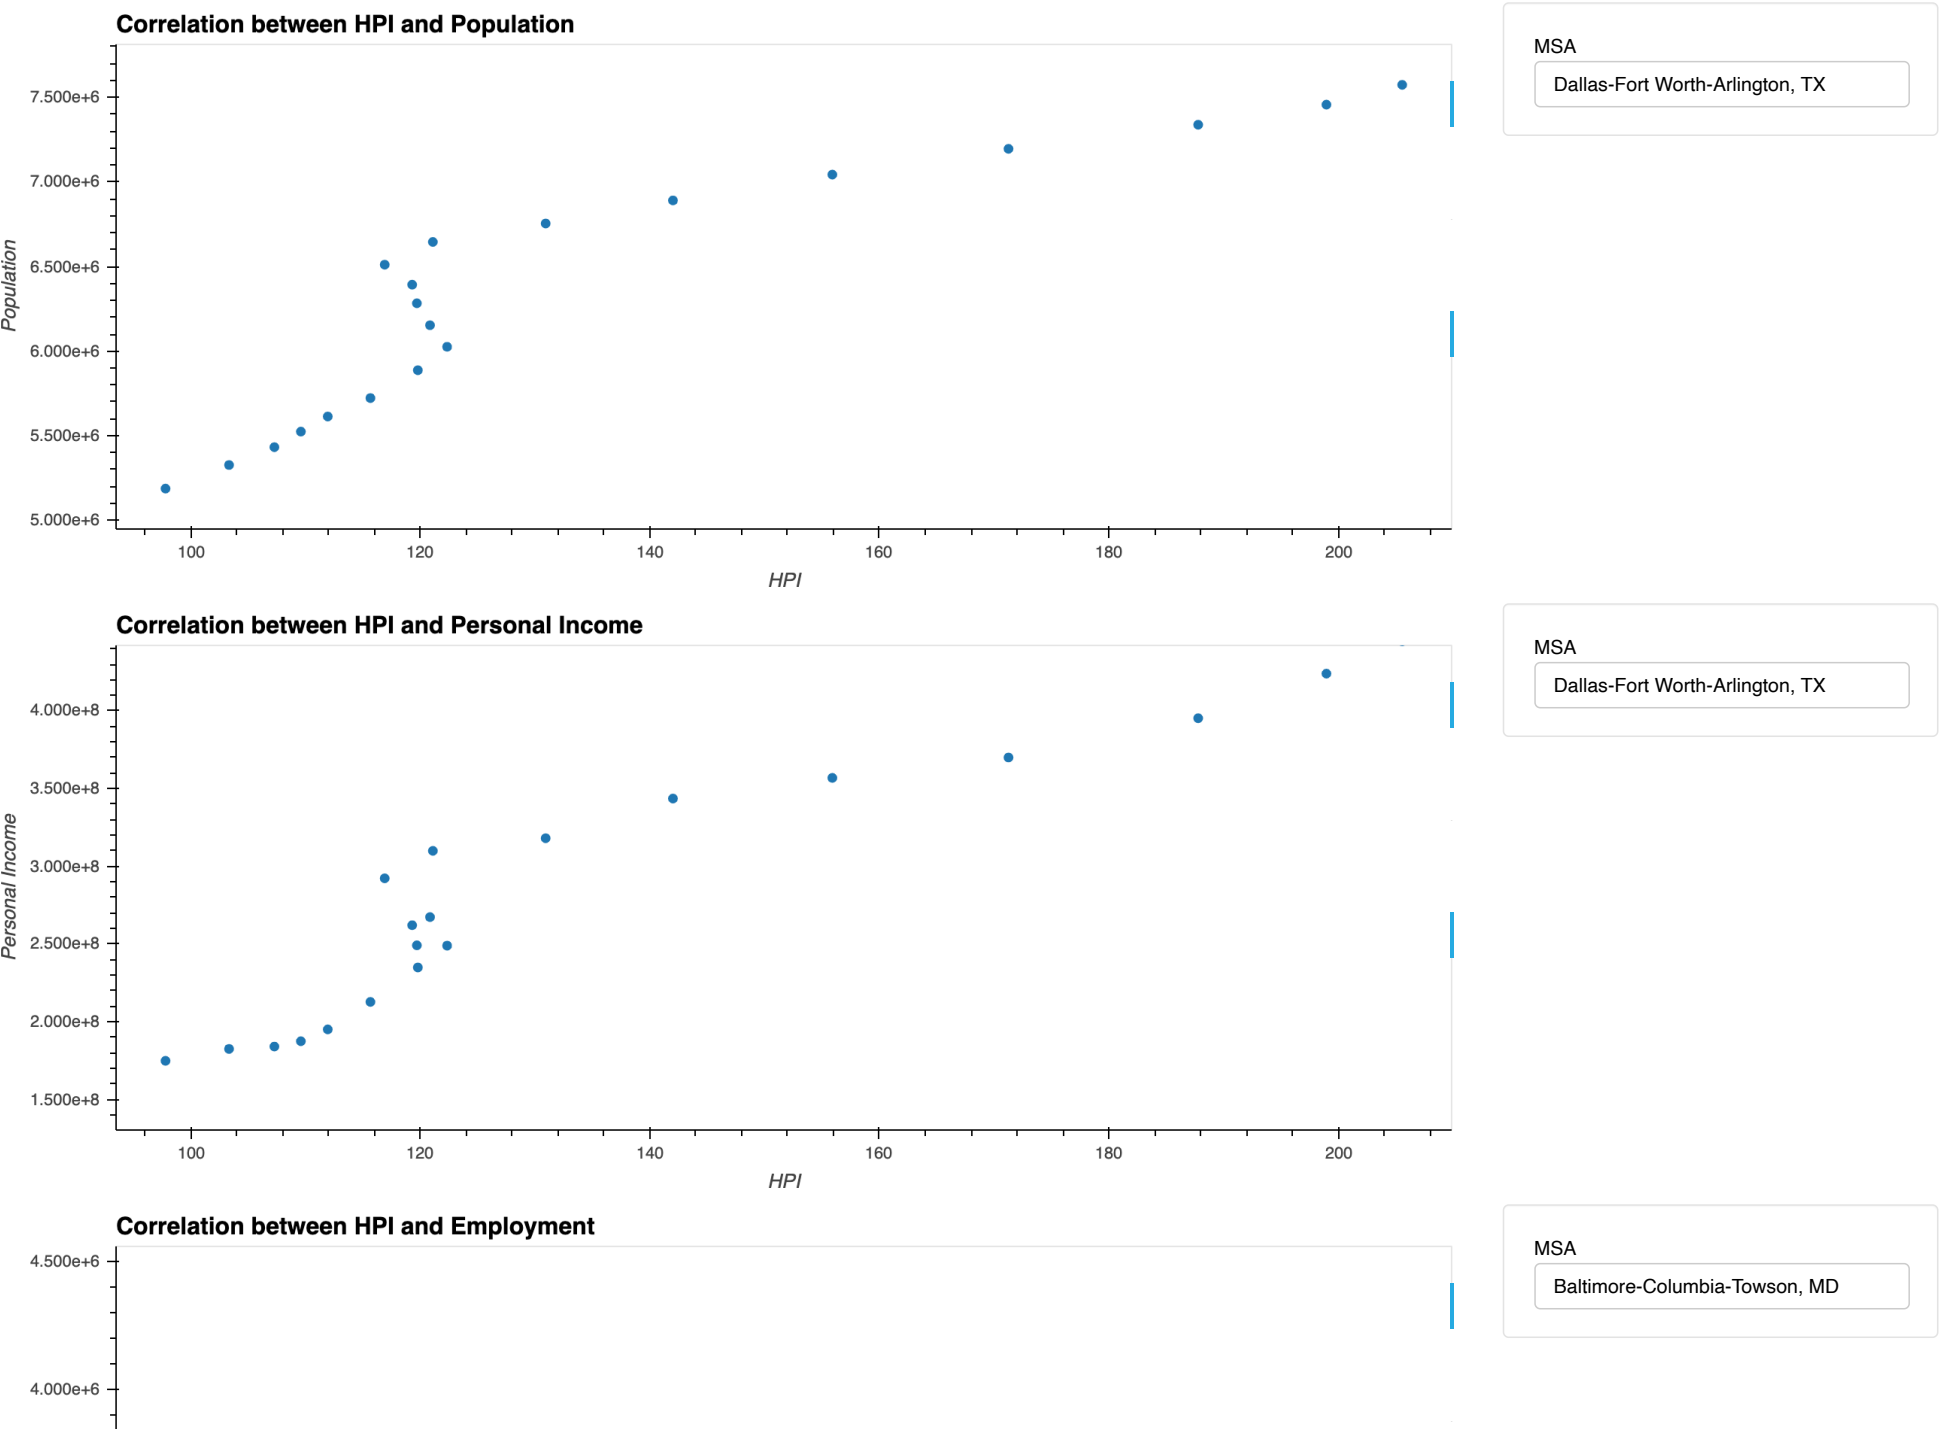 Correlation between HPI and Population
MSA
Dallas-Fort Worth-Arlington, TX
7.500e+6
7.000e+6
6.500e+6
6.000e+6
5.500e+6
5.000e+6
Population
100 120 140 160 180 200
HPI
Correlation between HPI and Personal Income
MSA
Dallas-Fort Worth-Arlington, TX
4.000e+8
3.500e+8
3.000e+8
2.500e+8
2.000e+8
1.500e+8
Personal Income
100 120 140 160 180 200
HPI
Correlation between HPI and Employment
MSA
Baltimore-Columbia-Towson, MD
4.500e+6
4.000e+6